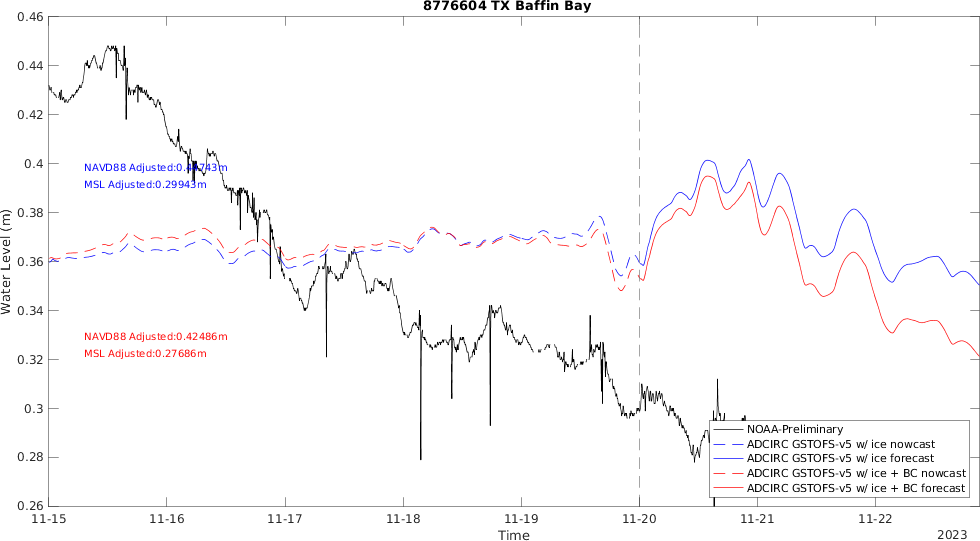 8776604 TX Baffin Bay
0.46
0.44
0.42
0.4
0.38
0.36
0.34
0.32
0.3
0.28
0.26
Water Level (m)
MSL Adjusted:0.29943m
NAVD88 Adjusted:0.42486m
MSL Adjusted:0.27686m
NOAA-Preliminary
ADCIRC GSTOFS-v5 w/ ice nowcast
ADCIRC GSTOFS-v5 w/ ice forecast
ADCIRC GSTOFS-v5 w/ ice + BC nowcast
ADCIRC GSTOFS-v5 w/ ice + BC forecast
11-15 11-16 11-17 11-18 11-19 11-20 11-21 11-22
Time
2023